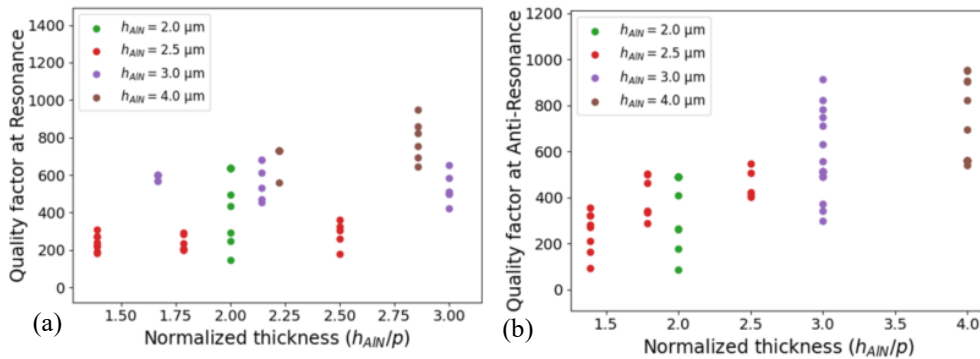 1400
1200
1000
800
600
400
200
0
Quality factor at Resonance
h_AlN = 2.0 μm
h_AlN = 2.5 μm
h_AlN = 3.0 μm
h_AlN = 4.0 μm
1.50 1.75 2.00 2.25 2.50 2.75 3.00
Normalized thickness (h_AlN/p)
(a)
1200
1000
800
600
400
200
0
Quality factor at Anti-Resonance
h_AlN = 2.0 μm
h_AlN = 2.5 μm
h_AlN = 3.0 μm
h_AlN = 4.0 μm
1.5 2.0 2.5 3.0 3.5 4.0
Normalized thickness (h_AlN/p)
(b)